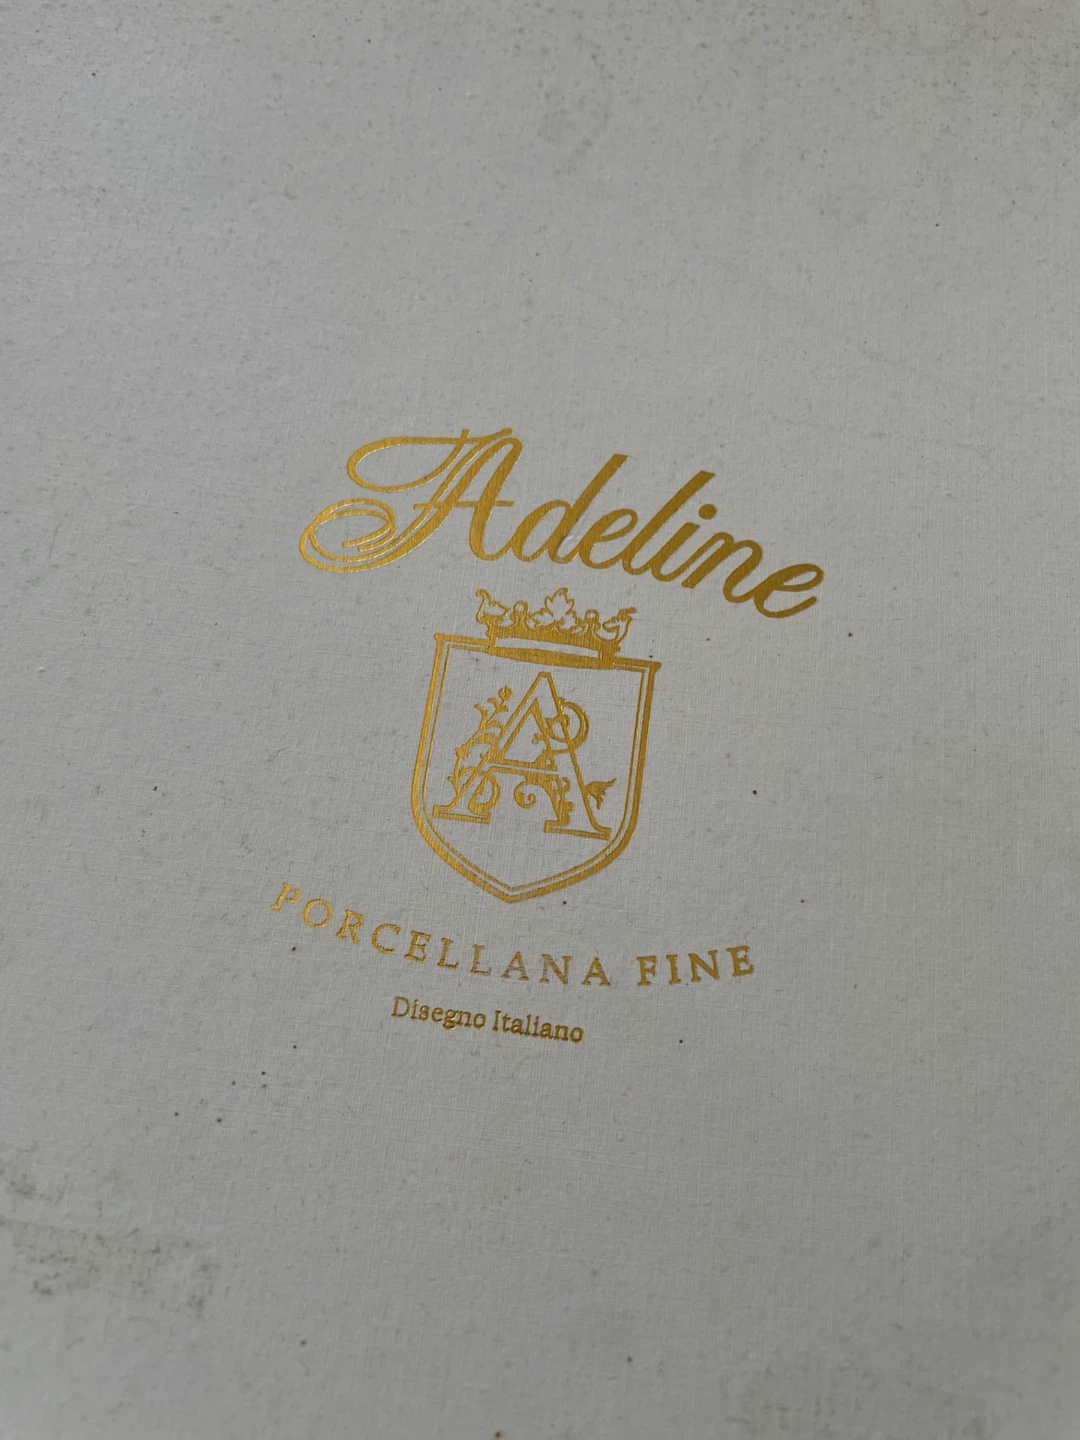 Adeline
A
PORCELLANA FINE
Disegno Italiano